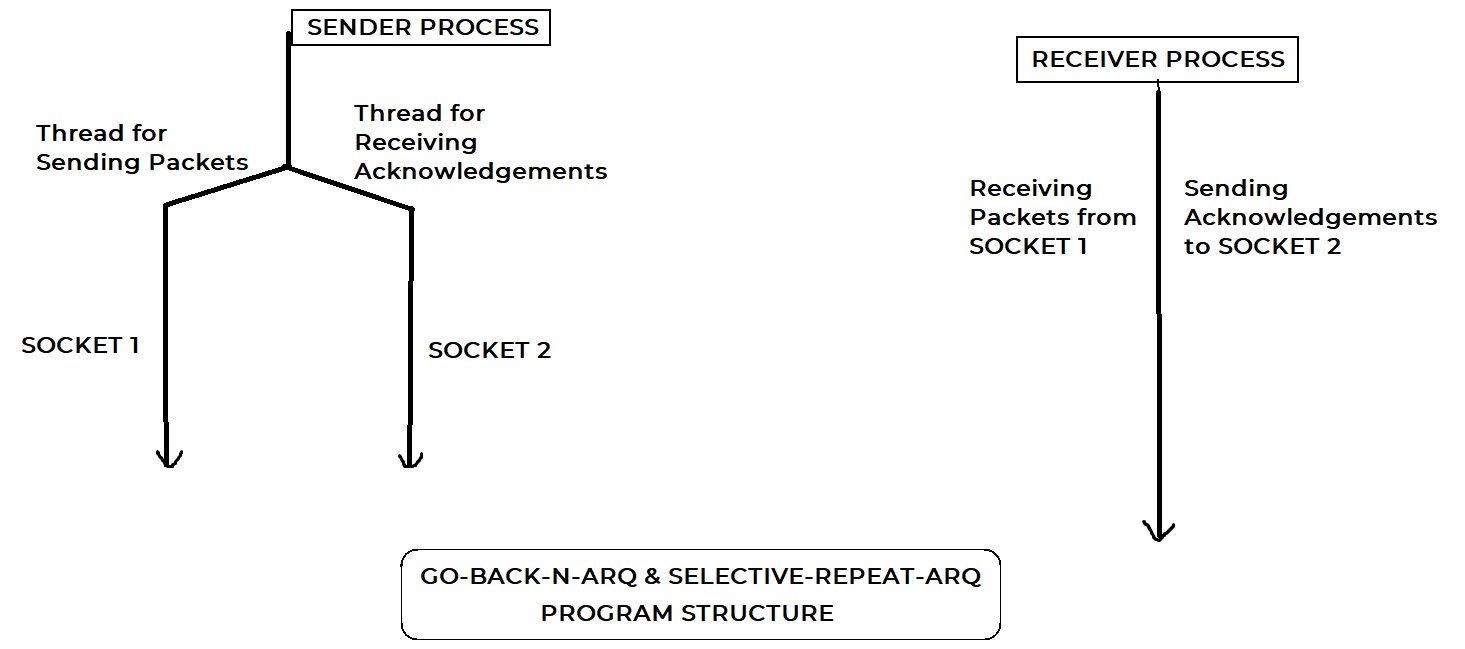 SENDER PROCESS
Thread for
Sending Packets
Thread for
Receiving
Acknowledgements
SOCKET 1
SOCKET 2
RECEIVER PROCESS
Receiving
Packets from
SOCKET 1
Sending
Acknowledgements
to SOCKET 2
GO-BACK-N-ARQ & SELECTIVE-REPEAT-ARQ
PROGRAM STRUCTURE